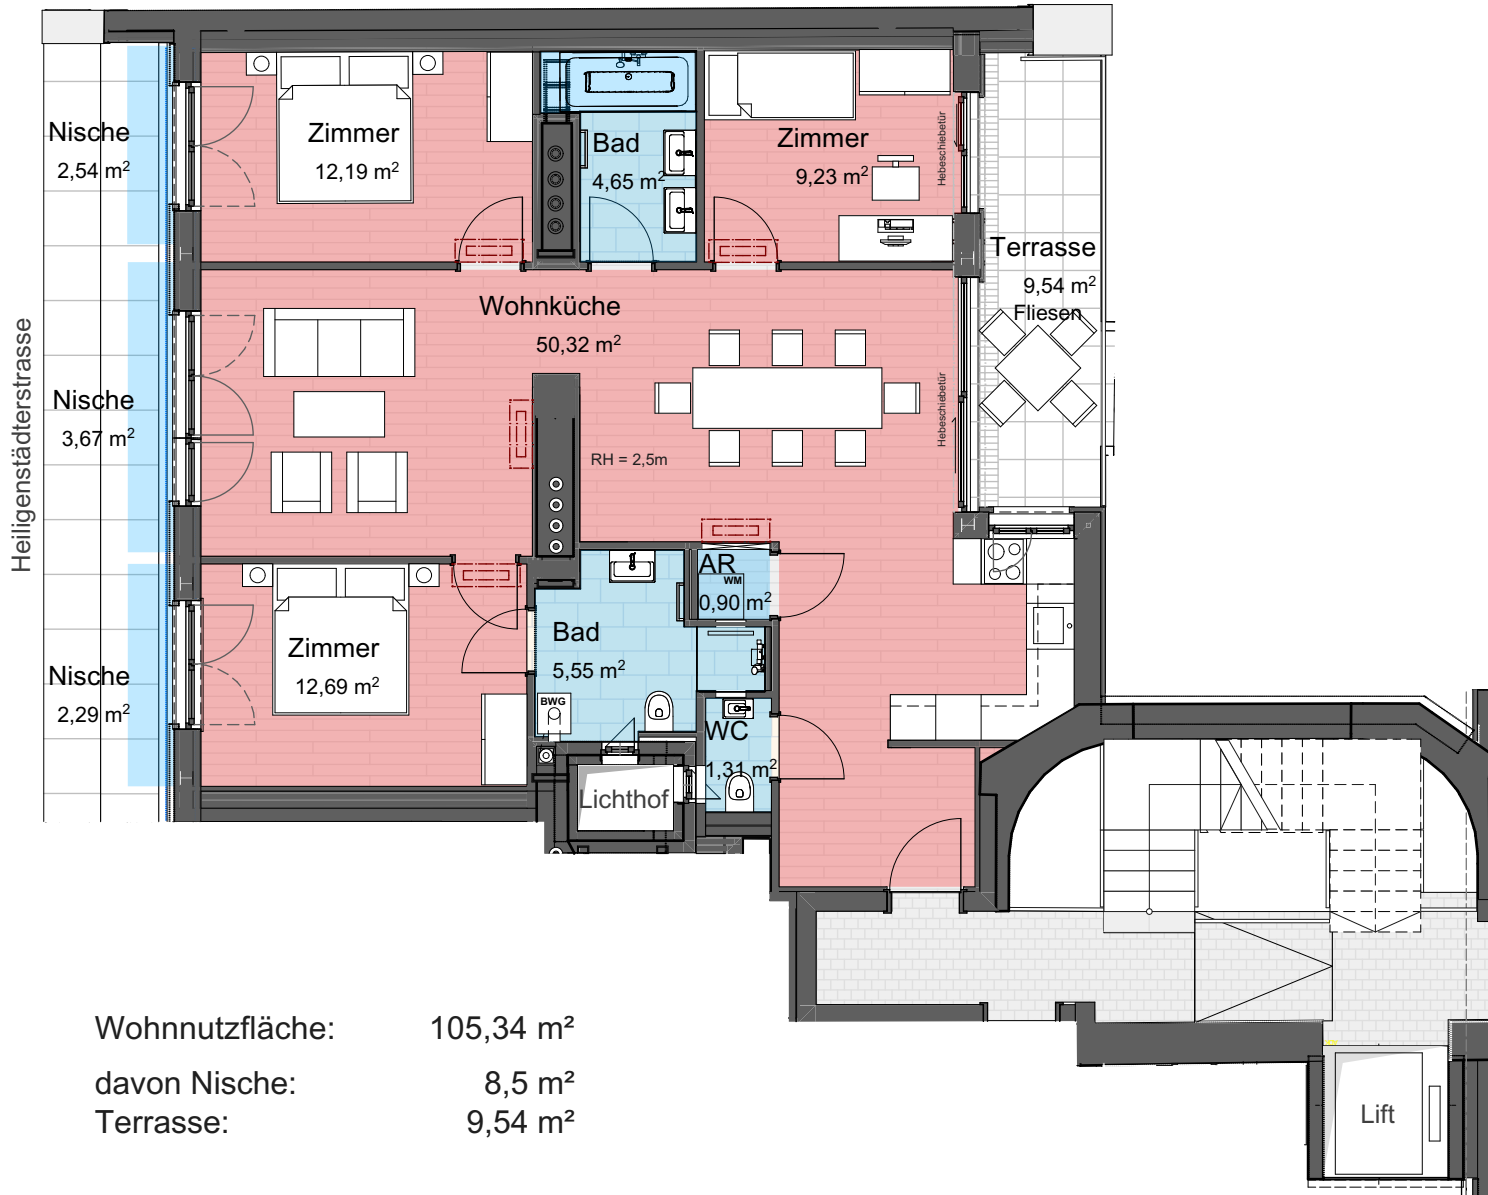 Nische
2,54 m²
Zimmer
12,19 m²
Bad
4,65 m²
Zimmer
9,23 m²
Hebeschiebetür
Terrasse
9,54 m²
Fliesen
Wohnküche
50,32 m²
Heiligenstädterstrasse
Nische
3,67 m²
Hebeschiebetür
RH = 2,5m
AR
WM
0,90 m²
Zimmer
12,69 m²
Bad
5,55 m²
Nische
2,29 m²
BWG
WC
1,31 m²
Lichthof
Wohnnutzfläche: 105,34 m²
davon Nische: 8,5 m²
Terrasse: 9,54 m²
Lift